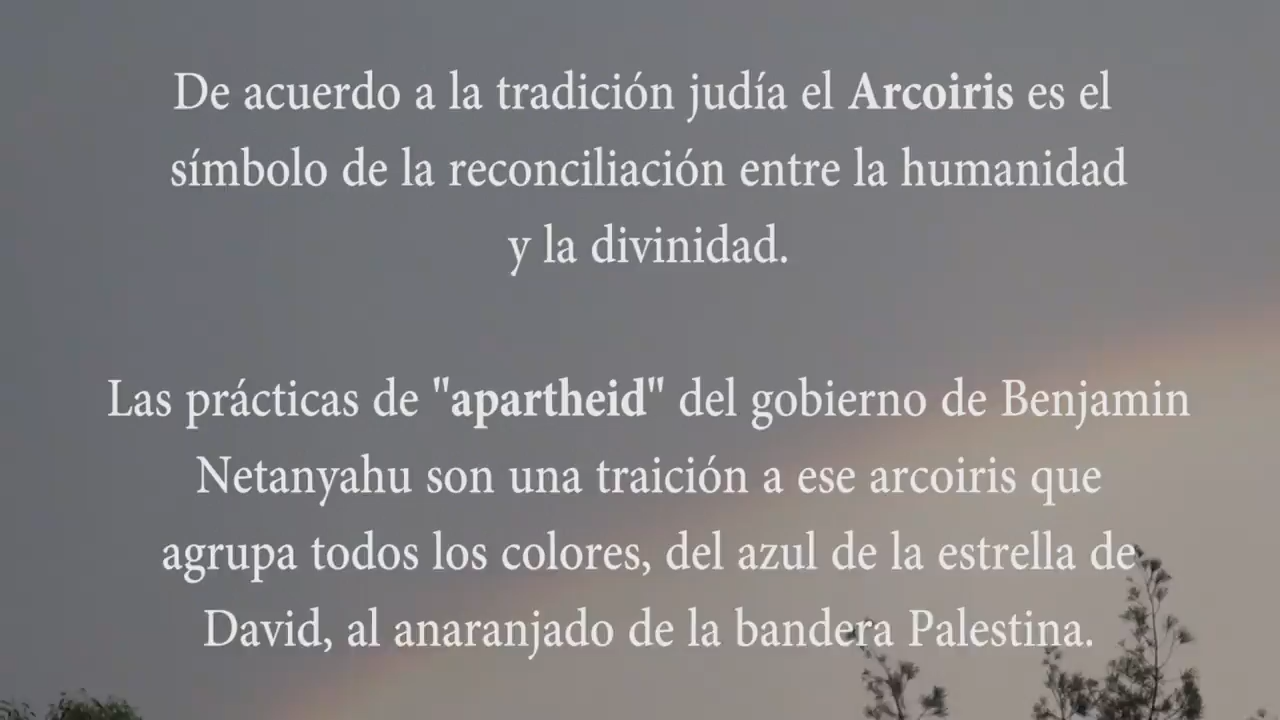 De acuerdo a la tradición judía el Arcoiris es el
símbolo de la reconciliación entre la humanidad
y la divinidad.
Las prácticas de "apartheid" del gobierno de Benjamin
Netanyahu son una traición a ese arcoiris que
agrupa todos los colores, del azul de la estrella de
David, al anaranjado de la bandera Palestina.